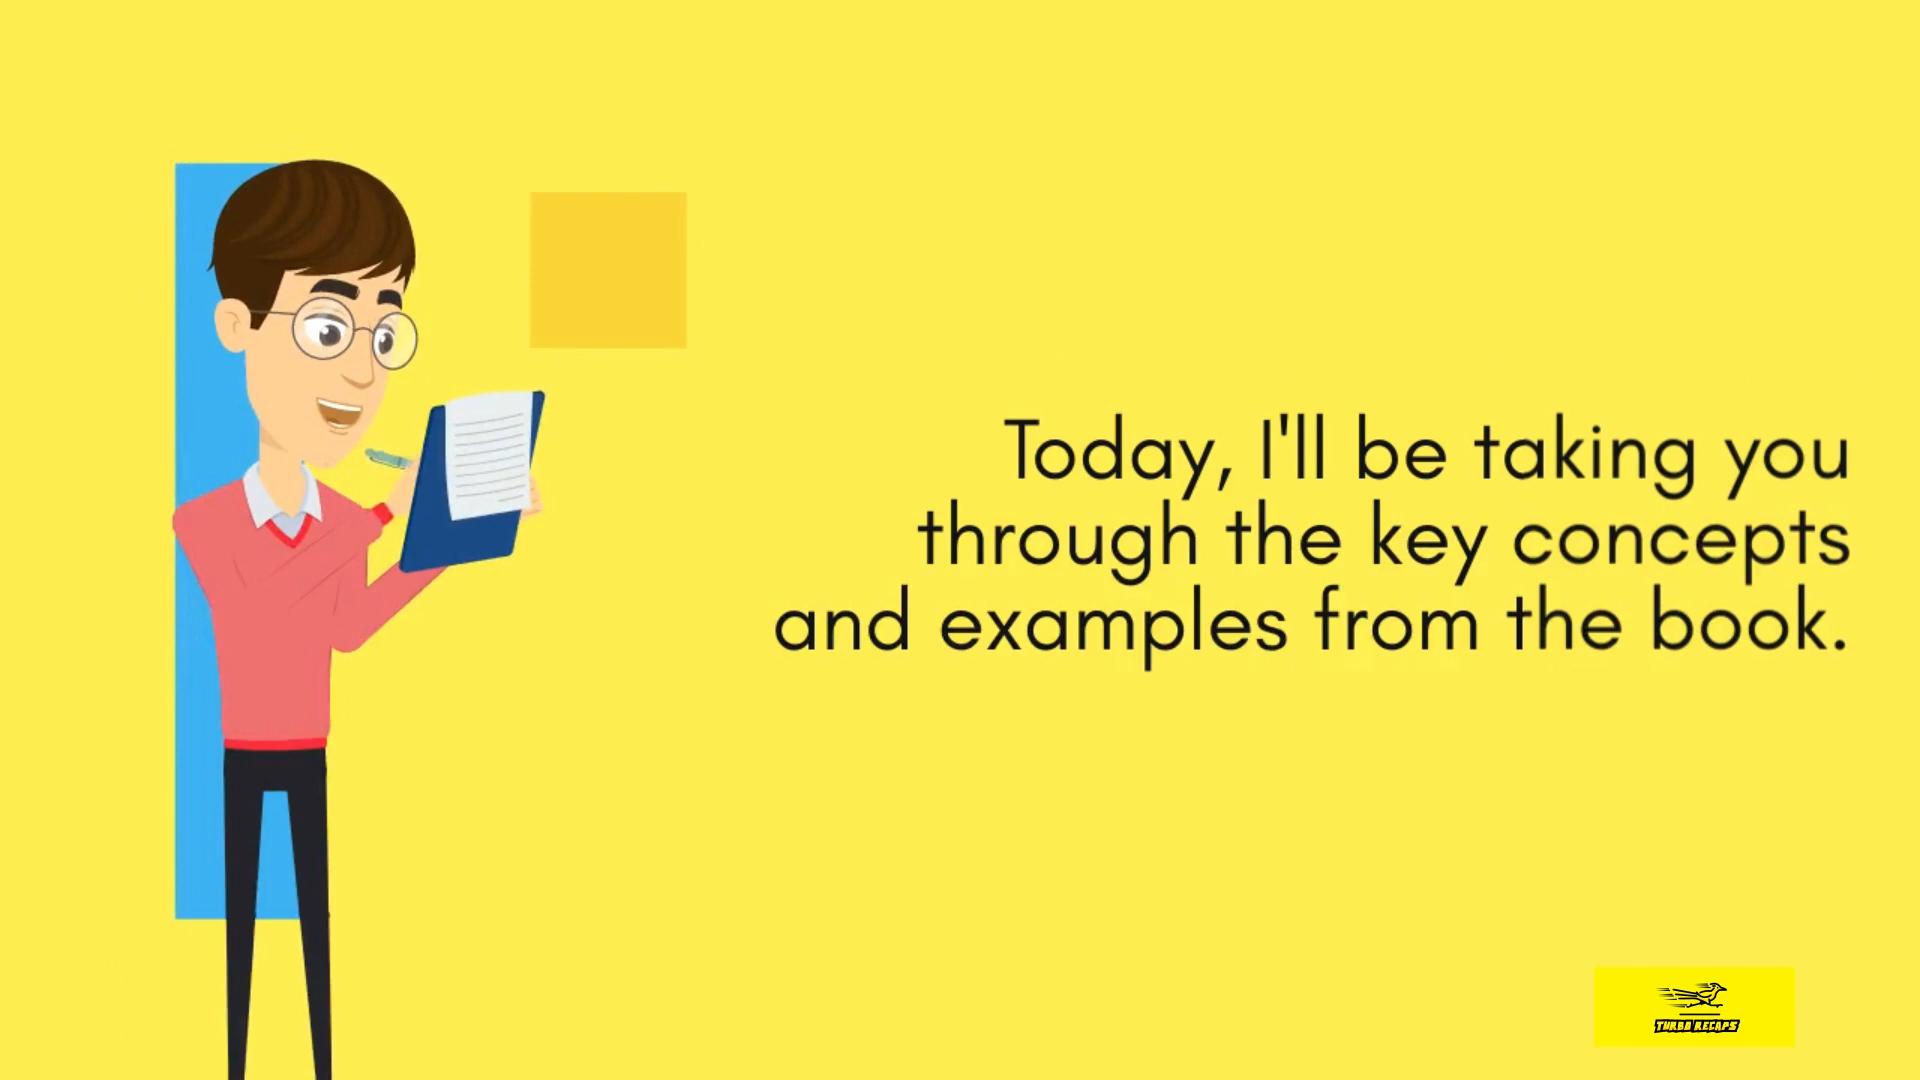 Today, I'll be taking you
through the key concepts
and examples from the book.
TURBO RECAPS